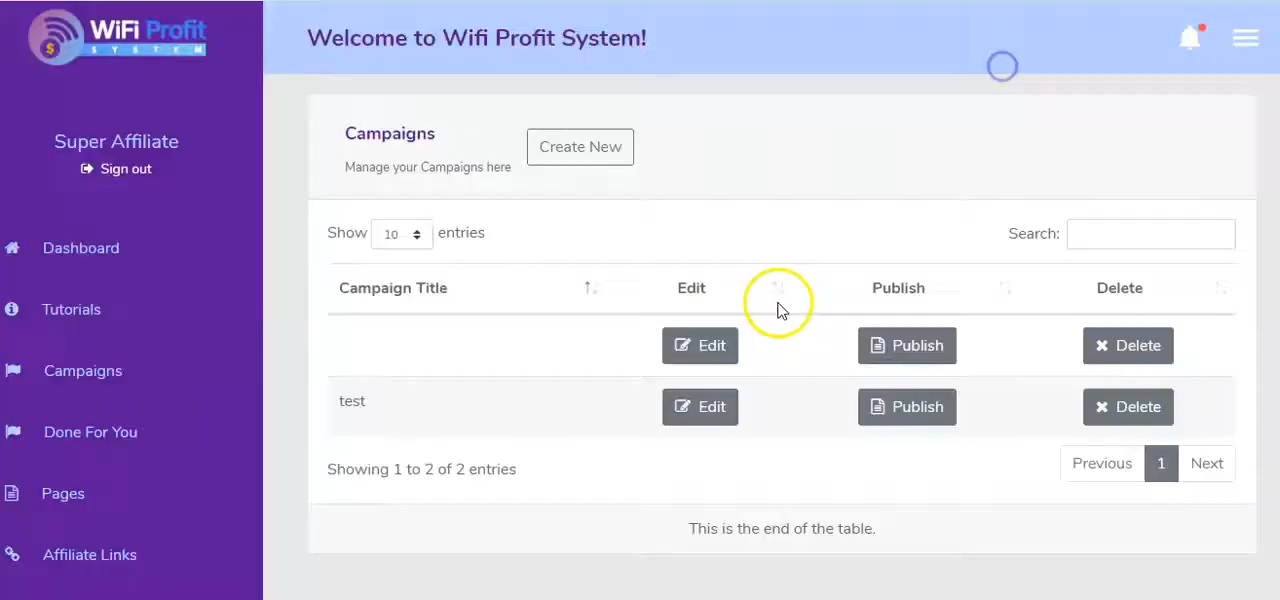 WiFi Profit
SYSTEM
Welcome to Wifi Profit System!
Super Affiliate
Sign out
Dashboard
Tutorials
Campaigns
Done For You
Pages
Affiliate Links
Campaigns
Manage your Campaigns here
Create New
Show 10 entries
Search:
Campaign Title Edit Publish Delete
Edit Publish Delete
test Edit Publish Delete
Showing 1 to 2 of 2 entries
Previous 1 Next
This is the end of the table.